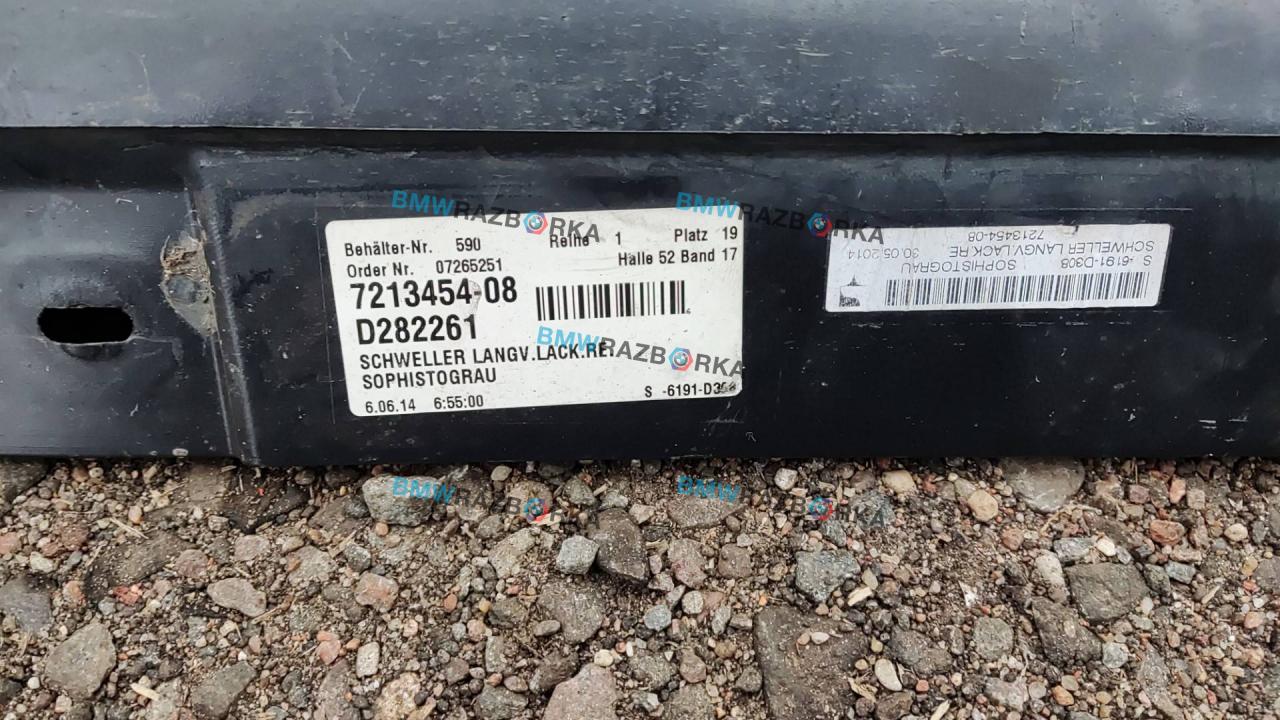 BMWRAZBORKA
BMWRAZBORKA
Behälter-Nr. 590 Reihe 1 Platz 19
Order Nr. 07265251 Halle 52 Band 17
7213454-08
D282261
BMWRAZBORKA
SCHWELLER LANGV.LACK.RE.
SOPHISTOGRAU
6.06.14 6:55:00 S -6191-D308
S -6191-D308
SCHWELLER LANGV.LACK RE
7213454-08
SOPHISTOGRAU
30.05.2014
BMWRAZBORKA
BMWRAZBORKA